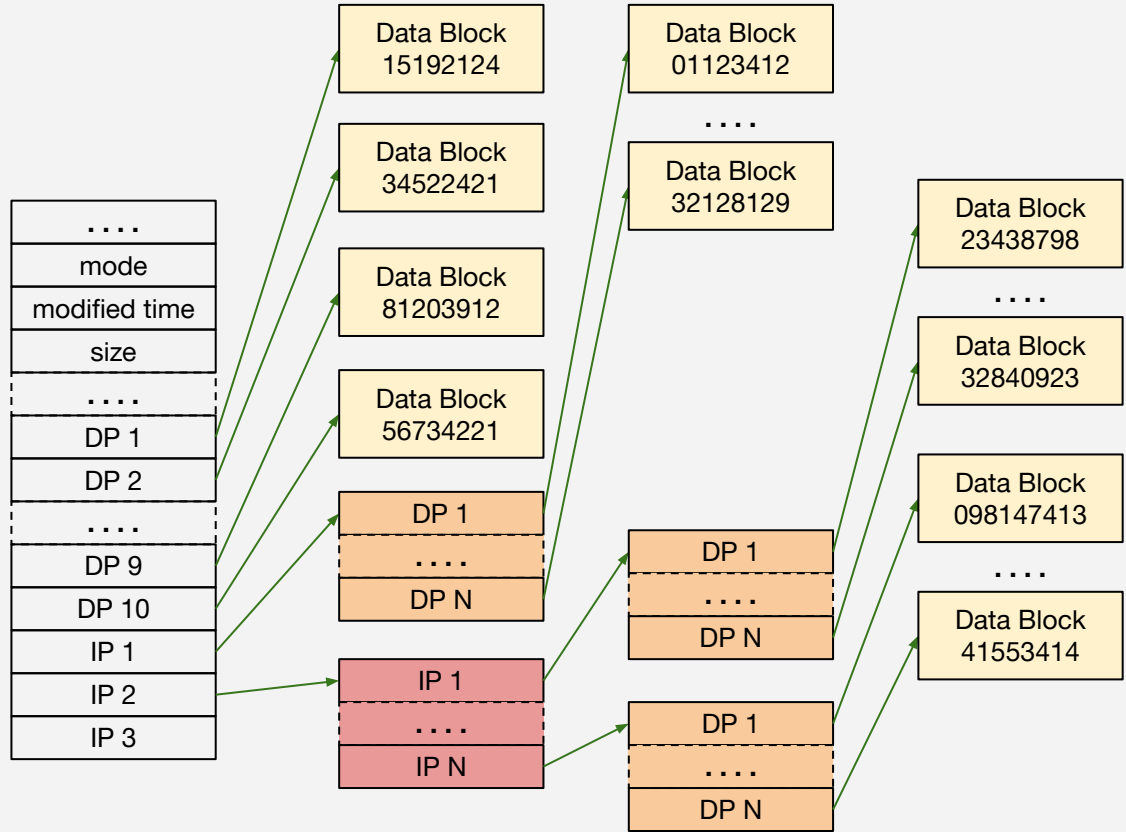 . . . .
mode
modified time
size
. . . .
DP 1
DP 2
. . . .
DP 9
DP 10
IP 1
IP 2
IP 3
Data Block
15192124
Data Block
34522421
Data Block
81203912
Data Block
56734221
DP 1
. . . .
DP N
IP 1
. . . .
IP N
Data Block
01123412
. . . .
Data Block
32128129
DP 1
. . . .
DP N
DP 1
. . . .
DP N
Data Block
23438798
. . . .
Data Block
32840923
Data Block
098147413
. . . .
Data Block
41553414